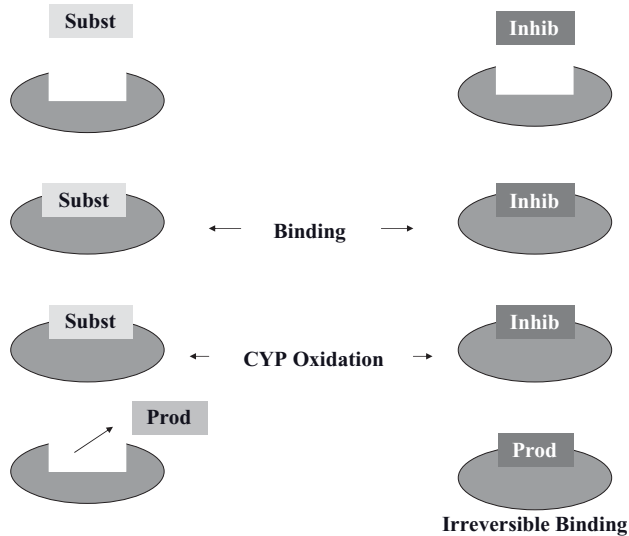 Subst
Inhib
Subst
Binding
Inhib
Subst
CYP Oxidation
Inhib
Prod
Prod
Irreversible Binding